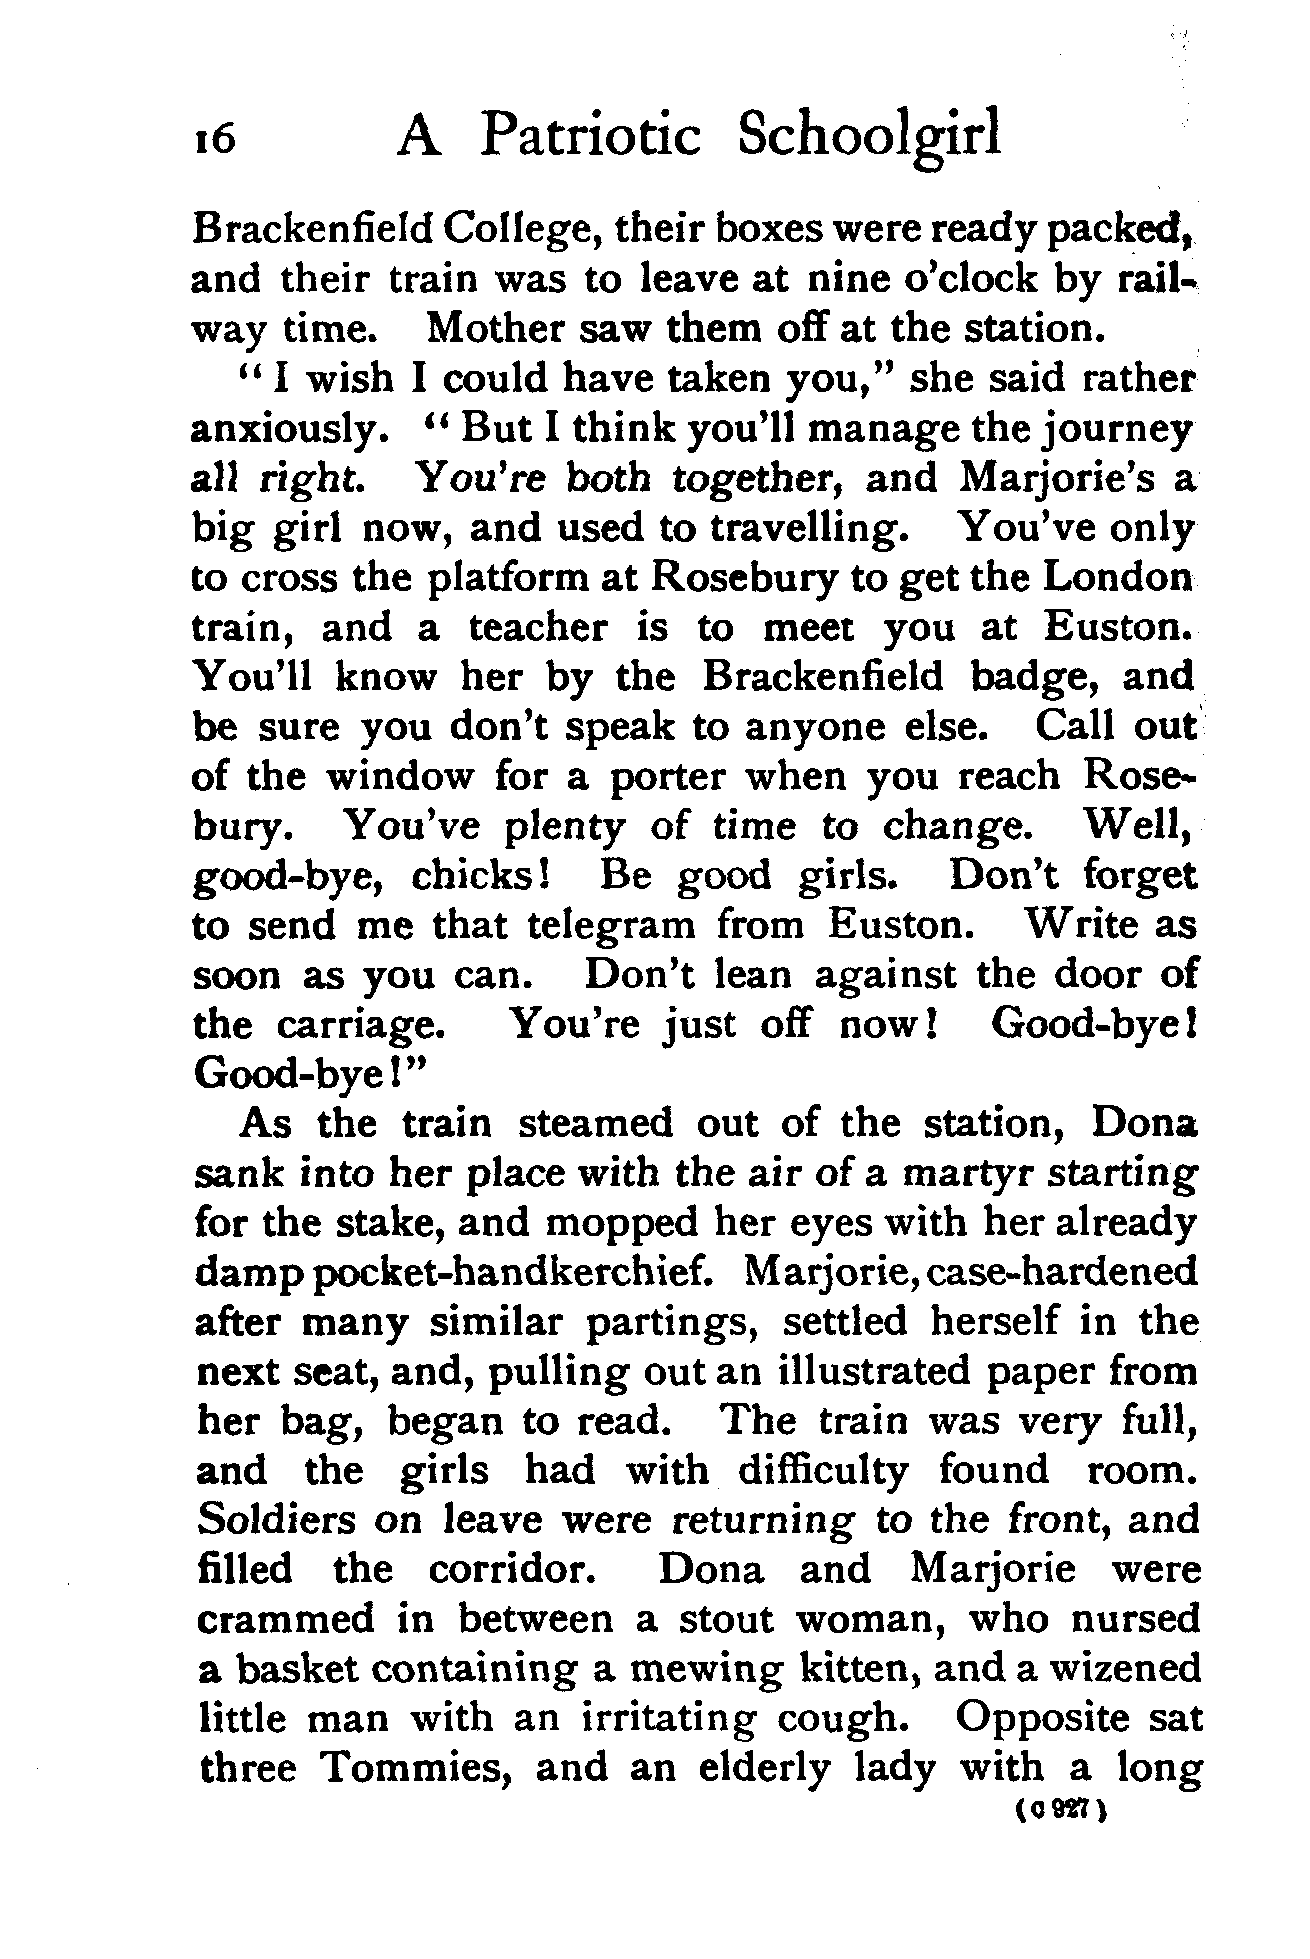 16 A Patriotic Schoolgirl
Brackenfield College, their boxes were ready packed,
and their train was to leave at nine o'clock by rail-
way time. Mother saw them off at the station.
"I wish I could have taken you," she said rather
anxiously. "But I think you'll manage the journey
all right. You're both together, and Marjorie's a
big girl now, and used to travelling. You've only
to cross the platform at Rosebury to get the London
train, and a teacher is to meet you at Euston.
You'll know her by the Brackenfield badge, and
be sure you don't speak to anyone else. Call out
of the window for a porter when you reach Rose-
bury. You've plenty of time to change. Well,
good-bye, chicks! Be good girls. Don't forget
to send me that telegram from Euston. Write as
soon as you can. Don't lean against the door of
the carriage. You're just off now! Good-bye!
Good-bye!"
As the train steamed out of the station, Dona
sank into her place with the air of a martyr starting
for the stake, and mopped her eyes with her already
damp pocket-handkerchief. Marjorie, case-hardened
after many similar partings, settled herself in the
next seat, and, pulling out an illustrated paper from
her bag, began to read. The train was very full,
and the girls had with difficulty found room.
Soldiers on leave were returning to the front, and
filled the corridor. Dona and Marjorie were
crammed in between a stout woman, who nursed
a basket containing a mewing kitten, and a wizened
little man with an irritating cough. Opposite sat
three Tommies, and an elderly lady with a long
(C 927)